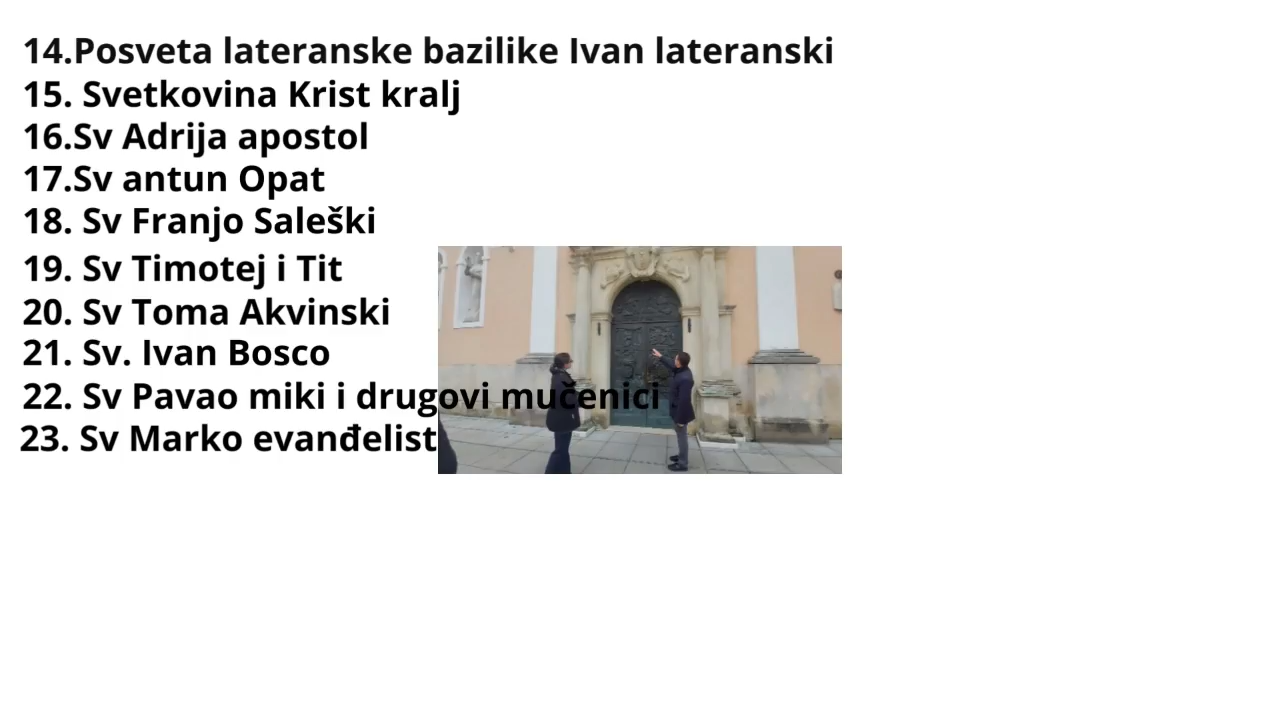 14.Posveta lateranske bazilike Ivan lateranski
15. Svetkovina Krist kralj
16.Sv Adrija apostol
17.Sv antun Opat
18. Sv Franjo Saleški
19. Sv Timotej i Tit
20. Sv Toma Akvinski
21. Sv. Ivan Bosco
22. Sv Pavao miki i drugovi mučenici
23. Sv Marko evanđelist